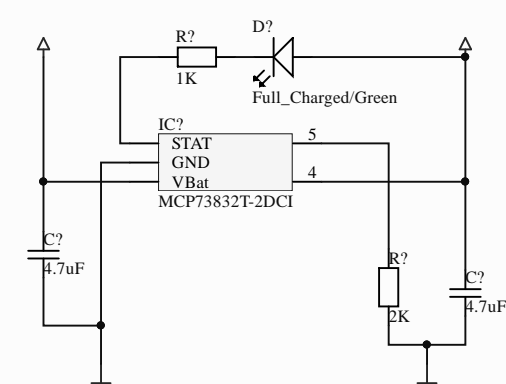 D?
R?
1K
Full_Charged/Green
IC?
STAT
GND
VBat
5
4
MCP73832T-2DCI
C?
4.7uF
R?
2K
C?
4.7uF